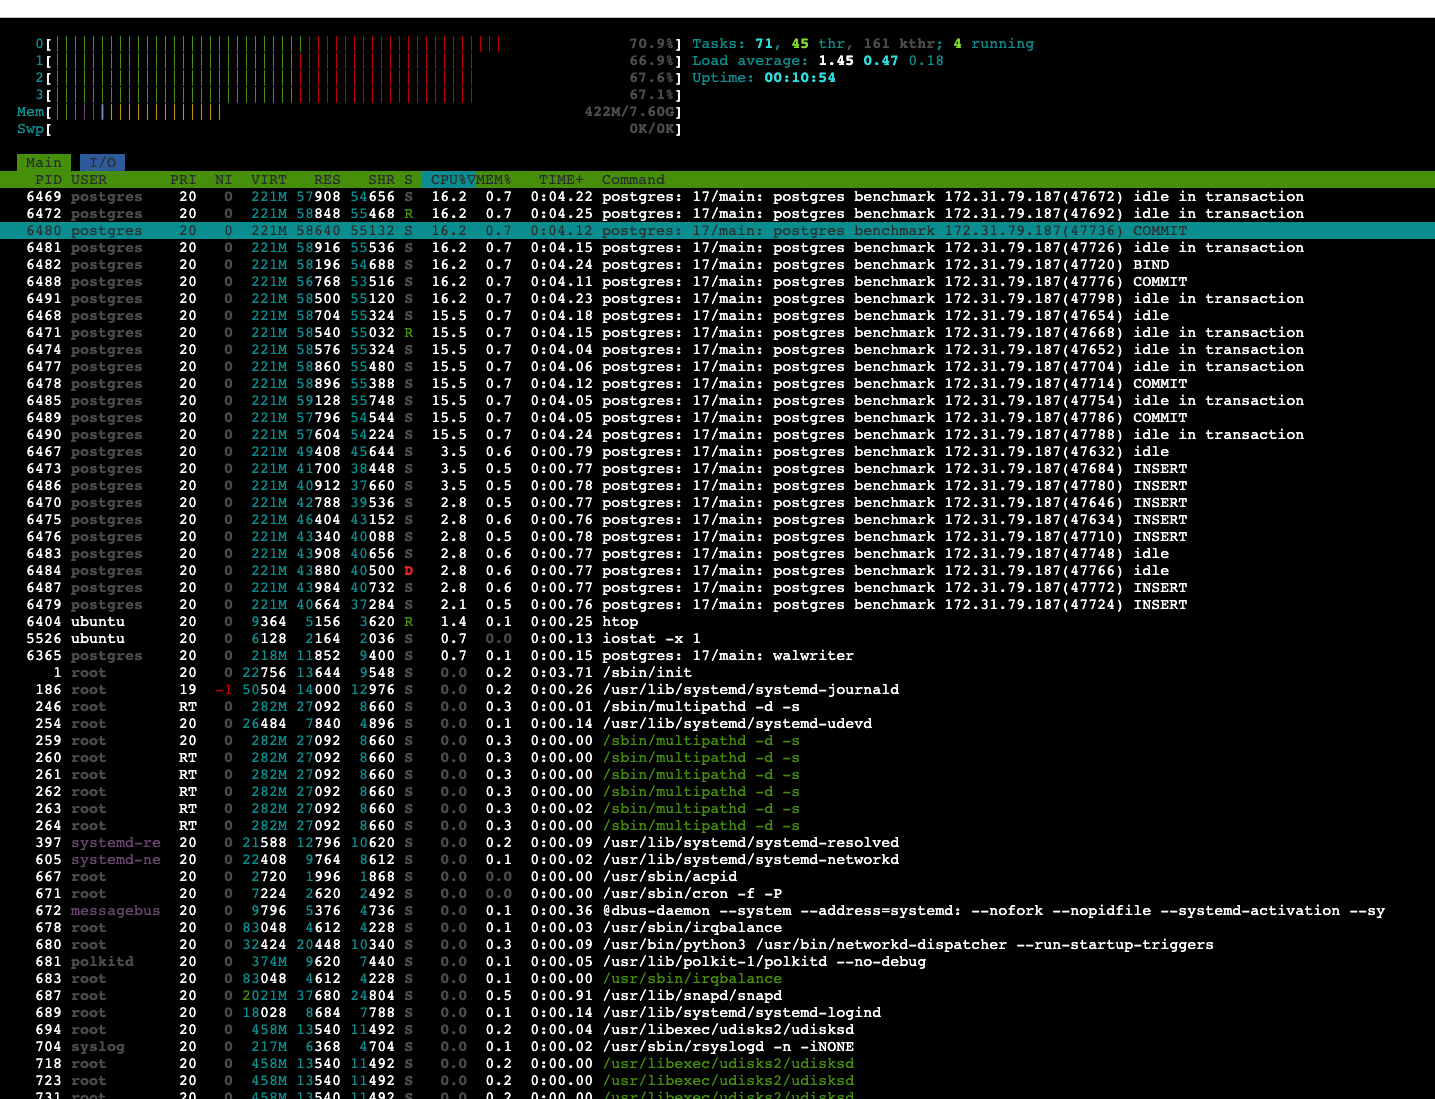 0[ 70.9%] Tasks: 71, 45 thr, 161 kthr; 4 running
1[ 66.9%] Load average: 1.45 0.47 0.18
2[ 67.6%] Uptime: 00:10:54
3[ 67.1%]
Mem[ 422M/7.60G]
Swp[ 0K/0K]
Main I/O
PID USER PRI NI VIRT RES SHR S CPU%▽MEM% TIME+ Command
6469 postgres 20 0 221M 57908 54656 S 16.2 0.7 0:04.22 postgres: 17/main: postgres benchmark 172.31.79.187(47672) idle in transaction
6472 postgres 20 0 221M 58848 55468 R 16.2 0.7 0:04.25 postgres: 17/main: postgres benchmark 172.31.79.187(47692) idle in transaction
6480 postgres 20 0 221M 58640 55132 S 16.2 0.7 0:04.12 postgres: 17/main: postgres benchmark 172.31.79.187(47736) COMMIT
6481 postgres 20 0 221M 58916 55536 S 16.2 0.7 0:04.15 postgres: 17/main: postgres benchmark 172.31.79.187(47726) idle in transaction
6482 postgres 20 0 221M 58196 54688 S 16.2 0.7 0:04.24 postgres: 17/main: postgres benchmark 172.31.79.187(47720) BIND
6488 postgres 20 0 221M 56768 53516 S 16.2 0.7 0:04.11 postgres: 17/main: postgres benchmark 172.31.79.187(47776) COMMIT
6491 postgres 20 0 221M 58500 55120 S 16.2 0.7 0:04.23 postgres: 17/main: postgres benchmark 172.31.79.187(47798) idle in transaction
6468 postgres 20 0 221M 58704 55324 S 15.5 0.7 0:04.18 postgres: 17/main: postgres benchmark 172.31.79.187(47654) idle
6471 postgres 20 0 221M 58540 55032 R 15.5 0.7 0:04.15 postgres: 17/main: postgres benchmark 172.31.79.187(47668) idle in transaction
6474 postgres 20 0 221M 58576 55324 S 15.5 0.7 0:04.04 postgres: 17/main: postgres benchmark 172.31.79.187(47652) idle in transaction
6477 postgres 20 0 221M 58860 55480 S 15.5 0.7 0:04.06 postgres: 17/main: postgres benchmark 172.31.79.187(47704) idle in transaction
6478 postgres 20 0 221M 58896 55388 S 15.5 0.7 0:04.12 postgres: 17/main: postgres benchmark 172.31.79.187(47714) COMMIT
6485 postgres 20 0 221M 59128 55748 S 15.5 0.7 0:04.05 postgres: 17/main: postgres benchmark 172.31.79.187(47754) idle in transaction
6489 postgres 20 0 221M 57796 54544 S 15.5 0.7 0:04.05 postgres: 17/main: postgres benchmark 172.31.79.187(47786) COMMIT
6490 postgres 20 0 221M 57604 54224 S 15.5 0.7 0:04.24 postgres: 17/main: postgres benchmark 172.31.79.187(47788) idle in transaction
6467 postgres 20 0 221M 49408 45644 S 3.5 0.6 0:00.79 postgres: 17/main: postgres benchmark 172.31.79.187(47632) idle
6473 postgres 20 0 221M 41700 38448 S 3.5 0.5 0:00.77 postgres: 17/main: postgres benchmark 172.31.79.187(47684) INSERT
6486 postgres 20 0 221M 40912 37660 S 3.5 0.5 0:00.78 postgres: 17/main: postgres benchmark 172.31.79.187(47780) INSERT
6470 postgres 20 0 221M 42788 39536 S 2.8 0.5 0:00.77 postgres: 17/main: postgres benchmark 172.31.79.187(47646) INSERT
6475 postgres 20 0 221M 46404 43152 S 2.8 0.6 0:00.76 postgres: 17/main: postgres benchmark 172.31.79.187(47634) INSERT
6476 postgres 20 0 221M 43340 40088 S 2.8 0.5 0:00.77 postgres: 17/main: postgres benchmark 172.31.79.187(47710) INSERT
6483 postgres 20 0 221M 43908 40656 S 2.8 0.6 0:00.77 postgres: 17/main: postgres benchmark 172.31.79.187(47748) idle
6484 postgres 20 0 221M 43880 40500 D 2.8 0.6 0:00.77 postgres: 17/main: postgres benchmark 172.31.79.187(47766) idle
6487 postgres 20 0 221M 43984 40732 S 2.8 0.6 0:00.77 postgres: 17/main: postgres benchmark 172.31.79.187(47772) INSERT
6479 postgres 20 0 221M 40664 37284 S 2.1 0.5 0:00.76 postgres: 17/main: postgres benchmark 172.31.79.187(47724) INSERT
6404 ubuntu 20 0 9364 5156 3620 R 1.4 0.1 0:00.25 htop
5526 ubuntu 20 0 6128 2164 2036 S 0.7 0.0 0:00.13 iostat -x 1
6365 postgres 20 0 218M 11852 9400 S 0.7 0.1 0:00.15 postgres: 17/main: walwriter
1 root 20 0 22756 13644 9548 S 0.0 0.2 0:03.71 /sbin/init
186 root 19 -1 50504 14000 12976 S 0.0 0.2 0:00.26 /usr/lib/systemd/systemd-journald
246 root RT 0 282M 27092 8660 S 0.0 0.3 0:00.01 /sbin/multipathd -d -s
254 root 20 0 26484 7840 4896 S 0.0 0.1 0:00.14 /usr/lib/systemd/systemd-udevd
259 root 20 0 282M 27092 8660 S 0.0 0.3 0:00.00 /sbin/multipathd -d -s
260 root RT 0 282M 27092 8660 S 0.0 0.3 0:00.00 /sbin/multipathd -d -s
261 root RT 0 282M 27092 8660 S 0.0 0.3 0:00.00 /sbin/multipathd -d -s
262 root RT 0 282M 27092 8660 S 0.0 0.3 0:00.00 /sbin/multipathd -d -s
263 root RT 0 282M 27092 8660 S 0.0 0.3 0:00.02 /sbin/multipathd -d -s
264 root RT 0 282M 27092 8660 S 0.0 0.3 0:00.00 /sbin/multipathd -d -s
397 systemd-re 20 0 21588 12796 10620 S 0.0 0.2 0:00.09 /usr/lib/systemd/systemd-resolved
605 systemd-ne 20 0 22408 9764 8612 S 0.0 0.1 0:00.02 /usr/lib/systemd/systemd-networkd
667 root 20 0 2720 1996 1868 S 0.0 0.0 0:00.00 /usr/sbin/acpid
671 root 20 0 7224 2620 2492 S 0.0 0.0 0:00.00 /usr/sbin/cron -f -P
672 messagebus 20 0 9796 5376 4736 S 0.0 0.1 0:00.36 @dbus-daemon --system --address=systemd: --nofork --nopidfile --systemd-activation --sy
678 root 20 0 83048 4612 4228 S 0.0 0.1 0:00.03 /usr/sbin/irqbalance
680 root 20 0 32424 20448 10340 S 0.0 0.3 0:00.09 /usr/bin/python3 /usr/bin/networkd-dispatcher --run-startup-triggers
681 polkitd 20 0 374M 9620 7440 S 0.0 0.1 0:00.05 /usr/lib/polkit-1/polkitd --no-debug
683 root 20 0 83048 4612 4228 S 0.0 0.1 0:00.00 /usr/sbin/irqbalance
687 root 20 0 2021M 37680 24804 S 0.0 0.5 0:00.91 /usr/lib/snapd/snapd
689 root 20 0 18028 8684 7788 S 0.0 0.1 0:00.14 /usr/lib/systemd/systemd-logind
694 root 20 0 458M 13540 11492 S 0.0 0.2 0:00.04 /usr/libexec/udisks2/udisksd
704 syslog 20 0 217M 6368 4704 S 0.0 0.1 0:00.02 /usr/sbin/rsyslogd -n -iNONE
718 root 20 0 458M 13540 11492 S 0.0 0.2 0:00.00 /usr/libexec/udisks2/udisksd
723 root 20 0 458M 13540 11492 S 0.0 0.2 0:00.00 /usr/libexec/udisks2/udisksd
731 root 20 0 458M 13540 11492 S 0.0 0.2 0:00.00 /usr/libexec/udisks2/udisksd